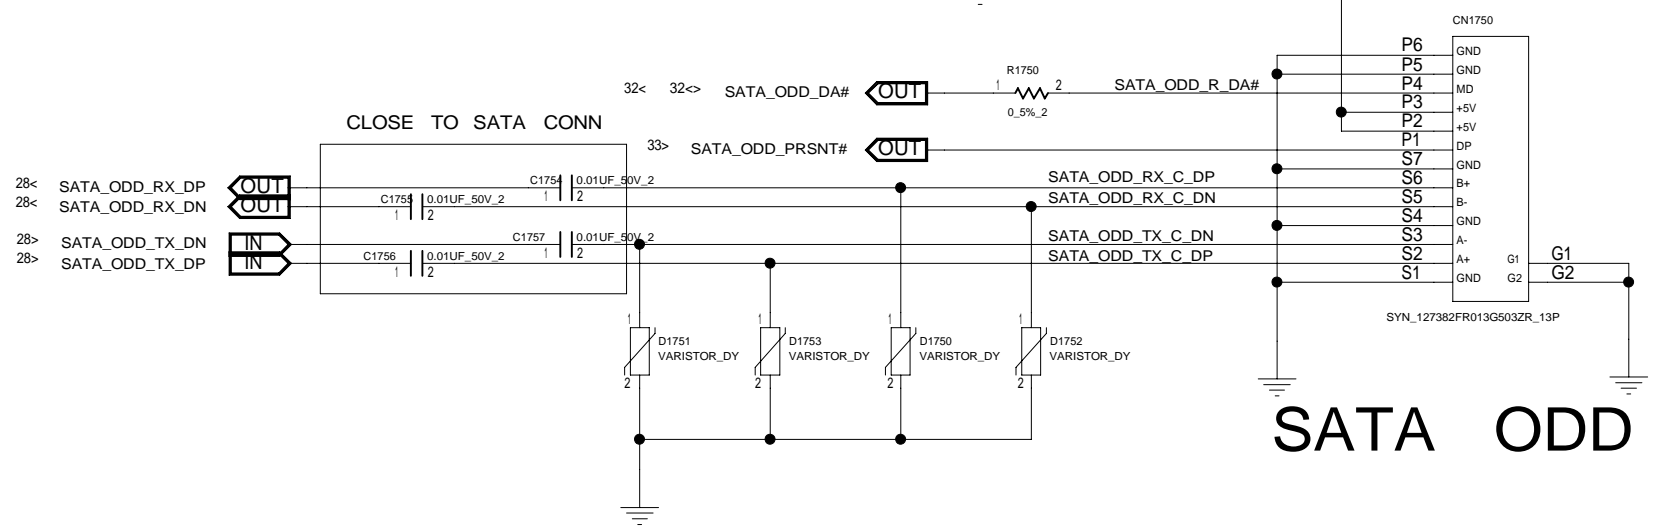 CN1750
P6 GND
P5 GND
R1750
32< 32<> SATA_ODD_DA# OUT 1 2 SATA_ODD_R_DA# P4 MD
0_5%_2
P3 +5V
CLOSE TO SATA CONN
P2 +5V
33> SATA_ODD_PRSNT# OUT P1 DP
S7 GND
28< SATA_ODD_RX_DP OUT C1754 0.01UF_50V_2 1 2 SATA_ODD_RX_C_DP S6 B+
28< SATA_ODD_RX_DN OUT C1755 0.01UF_50V_2 1 2 SATA_ODD_RX_C_DN S5 B-
S4 GND
28> SATA_ODD_TX_DN IN C1757 0.01UF_50V_2 1 2 SATA_ODD_TX_C_DN S3 A-
28> SATA_ODD_TX_DP IN C1756 0.01UF_50V_2 1 2 SATA_ODD_TX_C_DP S2 A+ G1 G1
S1 GND G2 G2
SYN_127382FR013G503ZR_13P
1 1 1 1
D1751 D1753 D1750 D1752
VARISTOR_DY VARISTOR_DY VARISTOR_DY VARISTOR_DY
2 2 2 2
SATA ODD